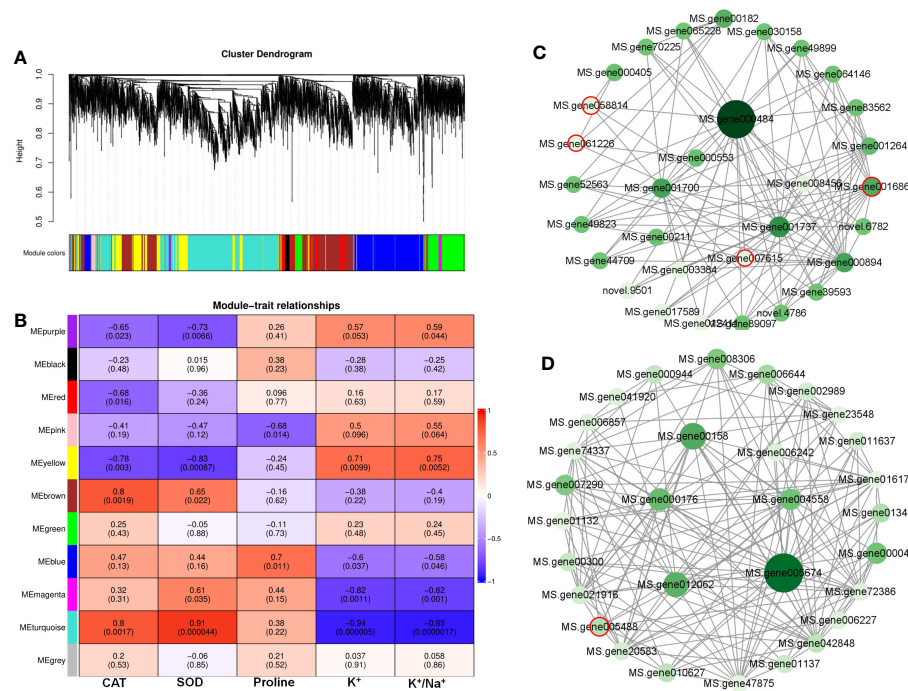 A
Cluster Dendrogram
Height
1.0
0.9
0.8
0.7
0.6
0.5
Module colors
B
Module−trait relationships
MEpurple
−0.65 (0.023)
−0.73 (0.0066)
0.26 (0.41)
0.57 (0.053)
0.59 (0.044)
MEblack
−0.23 (0.48)
0.015 (0.96)
0.38 (0.23)
−0.28 (0.38)
−0.25 (0.42)
MEred
−0.68 (0.016)
−0.36 (0.24)
0.096 (0.77)
0.16 (0.63)
0.17 (0.59)
MEpink
−0.41 (0.19)
−0.47 (0.12)
−0.68 (0.014)
0.5 (0.096)
0.55 (0.064)
MEyellow
−0.78 (0.003)
−0.83 (0.00087)
−0.24 (0.45)
0.71 (0.0099)
0.75 (0.0052)
MEbrown
0.8 (0.0019)
0.65 (0.022)
−0.16 (0.62)
−0.38 (0.22)
−0.4 (0.19)
MEgreen
0.25 (0.43)
−0.05 (0.88)
−0.11 (0.73)
0.23 (0.48)
0.24 (0.45)
MEblue
0.47 (0.13)
0.44 (0.16)
0.7 (0.011)
−0.6 (0.037)
−0.58 (0.046)
MEmagenta
0.32 (0.31)
0.61 (0.035)
0.44 (0.15)
−0.82 (0.0011)
−0.82 (0.001)
MEturquoise
0.8 (0.0017)
0.91 (0.000044)
0.38 (0.22)
−0.94 (0.000005)
−0.95 (0.0000017)
MEgrey
0.2 (0.53)
−0.06 (0.85)
0.21 (0.52)
0.037 (0.91)
0.058 (0.86)
CAT
SOD
Proline
K⁺
K⁺/Na⁺
C
MS.gene00182
MS.gene065228
MS.gene030158
MS.gene70225
MS.gene49899
MS.gene000405
MS.gene064146
MS.gene058814
MS.gene83562
MS.gene000484
MS.gene061226
MS.gene001264
MS.gene000553
MS.gene52563
MS.gene001700
MS.gene008456
MS.gene001686
MS.gene49823
MS.gene00211
MS.gene001737
novel.6782
MS.gene44709
MS.gene003384
MS.gene007615
MS.gene000894
novel.9501
MS.gene39593
MS.gene017589
novel.4786
MS.gene89097
D
MS.gene008306
MS.gene000944
MS.gene006644
MS.gene041920
MS.gene002989
MS.gene006857
MS.gene23548
MS.gene00158
MS.gene74337
MS.gene006242
MS.gene011637
MS.gene007290
MS.gene000176
MS.gene004558
MS.gene01617
MS.gene01132
MS.gene0134
MS.gene00300
MS.gene00004
MS.gene005674
MS.gene021916
MS.gene012062
MS.gene72386
MS.gene005488
MS.gene006227
MS.gene20583
MS.gene042848
MS.gene010627
MS.gene01137
MS.gene47875